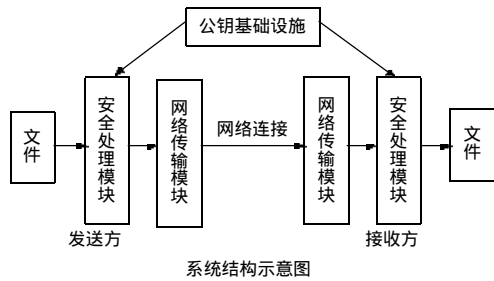 公钥基础设施
文件
安全处理模块
网络传输模块
网络连接
网络传输模块
安全处理模块
文件
发送方
接收方
系统结构示意图